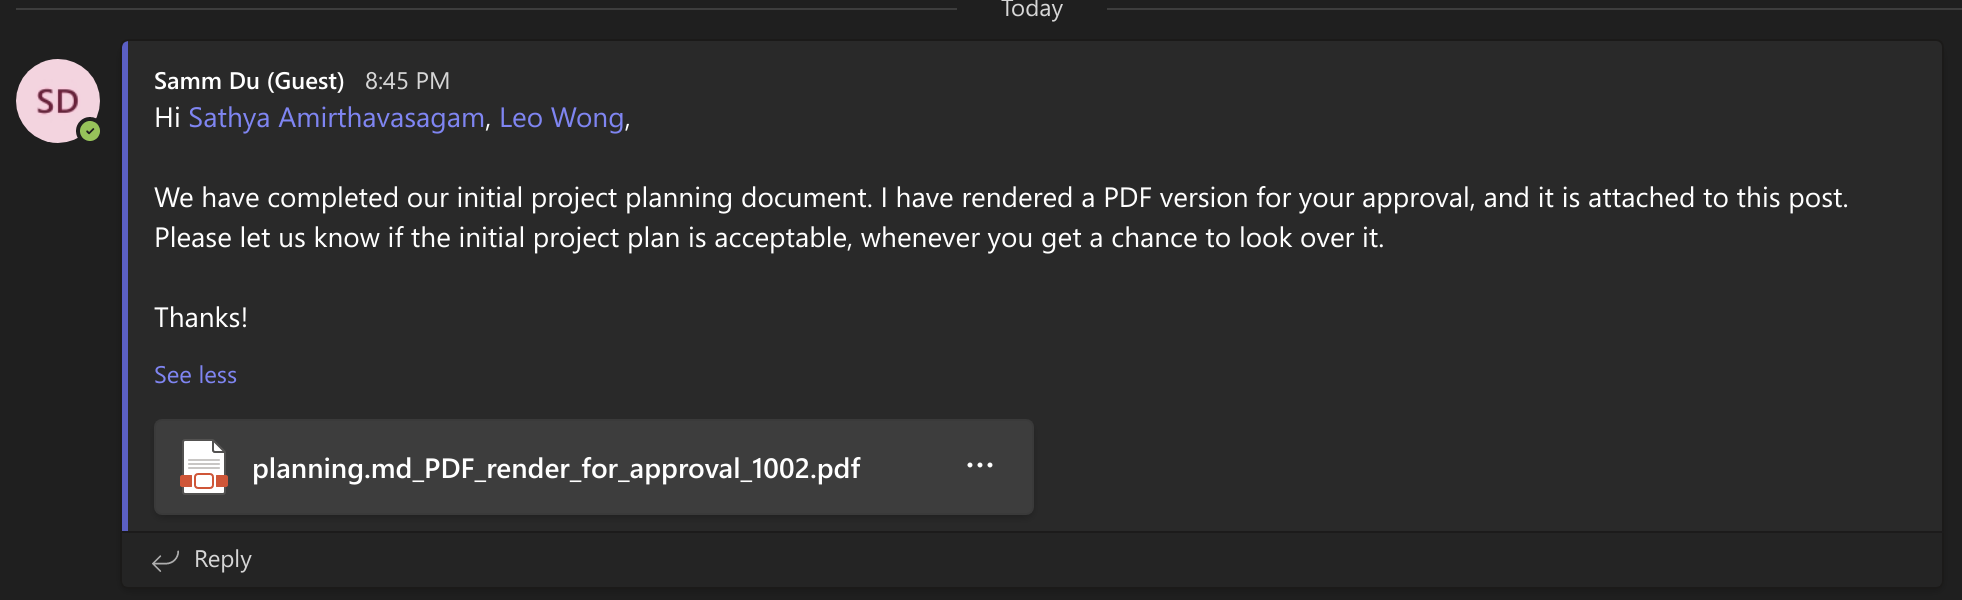 Today
SD
Samm Du (Guest) 8:45 PM
Hi Sathya Amirthavasagam, Leo Wong,
We have completed our initial project planning document. I have rendered a PDF version for your approval, and it is attached to this post.
Please let us know if the initial project plan is acceptable, whenever you get a chance to look over it.
Thanks!
See less
planning.md_PDF_render_for_approval_1002.pdf
Reply